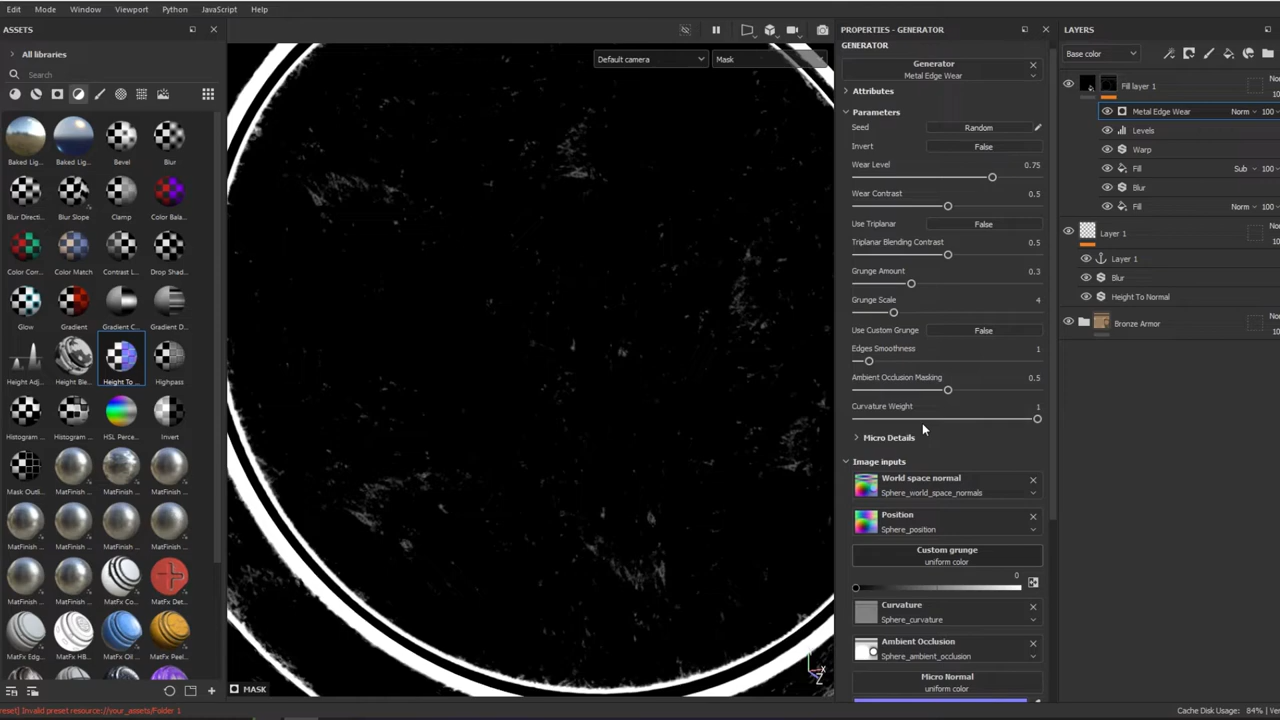 Edit Mode Window Viewport Python JavaScript Help
ASSETS
All libraries
Search
Baked Lig...
Baked Lig...
Bevel
Blur
Blur Directi...
Blur Slope
Clamp
Color Bala...
Color Corr...
Color Match
Contrast L...
Drop Shad...
Glow
Gradient
Gradient C...
Gradient D...
Height Adj...
Height Ble...
Height To ...
Highpass
Histogram ...
Histogram ...
HSL Perce...
Invert
Mask Outli...
MatFinish ...
MatFinish ...
MatFinish ...
MatFinish ...
MatFinish ...
MatFinish ...
MatFinish ...
MatFinish ...
MatFinish ...
MatFx Co...
MatFx Det...
MatFx Edg...
MatFx HB...
MatFx Oil ...
MatFx Peel...
reset] Invalid preset resource://your_assets/Folder 1
Default camera
Mask
MASK
X
Z
PROPERTIES - GENERATOR
GENERATOR
Generator
Metal Edge Wear
Attributes
Parameters
Seed Random
Invert False
Wear Level 0.75
Wear Contrast 0.5
Use Triplanar False
Triplanar Blending Contrast 0.5
Grunge Amount 0.3
Grunge Scale 4
Use Custom Grunge False
Edges Smoothness 1
Ambient Occlusion Masking 0.5
Curvature Weight 1
Micro Details
Image inputs
World space normal
Sphere_world_space_normals
Position
Sphere_position
Custom grunge
uniform color
0
Curvature
Sphere_curvature
Ambient Occlusion
Sphere_ambient_occlusion
Micro Normal
uniform color
LAYERS
Base color
Fill layer 1
Metal Edge Wear Norm 100
Levels
Warp
Fill Sub 100
Blur
Fill Norm 100
Layer 1
Layer 1
Blur
Height To Normal
Bronze Armor
Cache Disk Usage: 84%